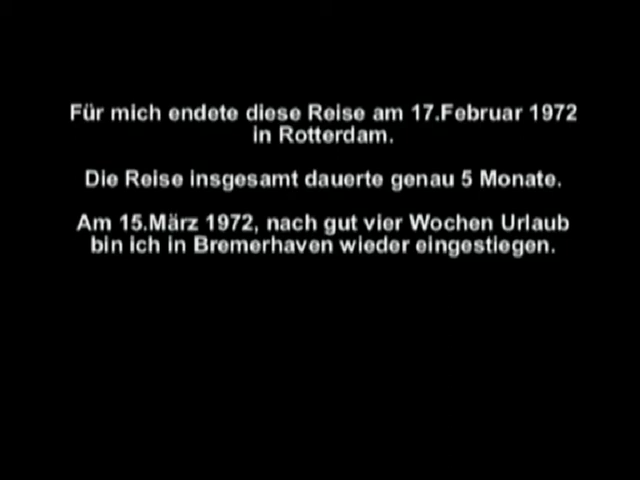 Für mich endete diese Reise am 17.Februar 1972
in Rotterdam.
Die Reise insgesamt dauerte genau 5 Monate.
Am 15.März 1972, nach gut vier Wochen Urlaub
bin ich in Bremerhaven wieder eingestiegen.